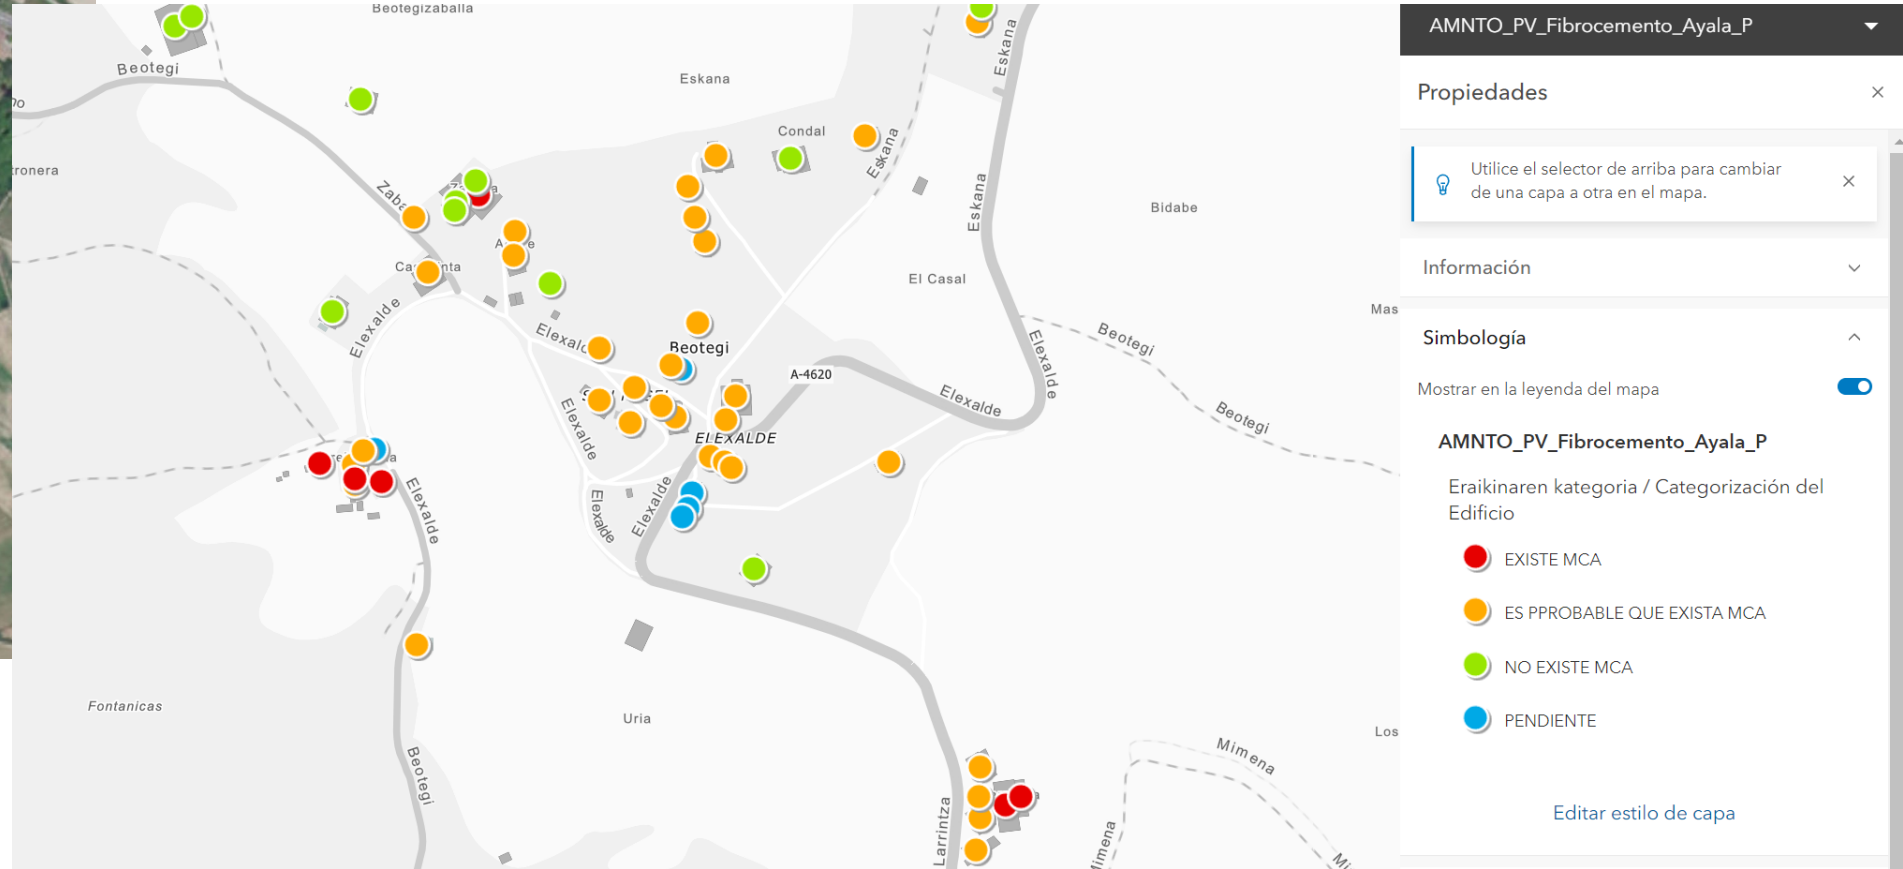 Beotegizaballa
AMNTO_PV_Fibrocemento_Ayala_P
Beotegi
Eskana
Eskana
Propiedades
Condal
Eskana
Utilice el selector de arriba para cambiar
de una capa a otra en el mapa.
Eskana
Bidabe
El Casal
Información
Elexalde
Beotegi
Elexalde
Simbología
Beotegi
A-4620
Mostrar en la leyenda del mapa
Elexalde
Beotegi
Elexalde
ELEXALDE
AMNTO_PV_Fibrocemento_Ayala_P
Eraikinaren kategoria / Categorización del
Edificio
Elexalde
Elexalde
Elexalde
EXISTE MCA
ES PPROBABLE QUE EXISTA MCA
NO EXISTE MCA
Fontanicas
Uria
PENDIENTE
Los
Mimena
Beotegi
Larrintza
Editar estilo de capa